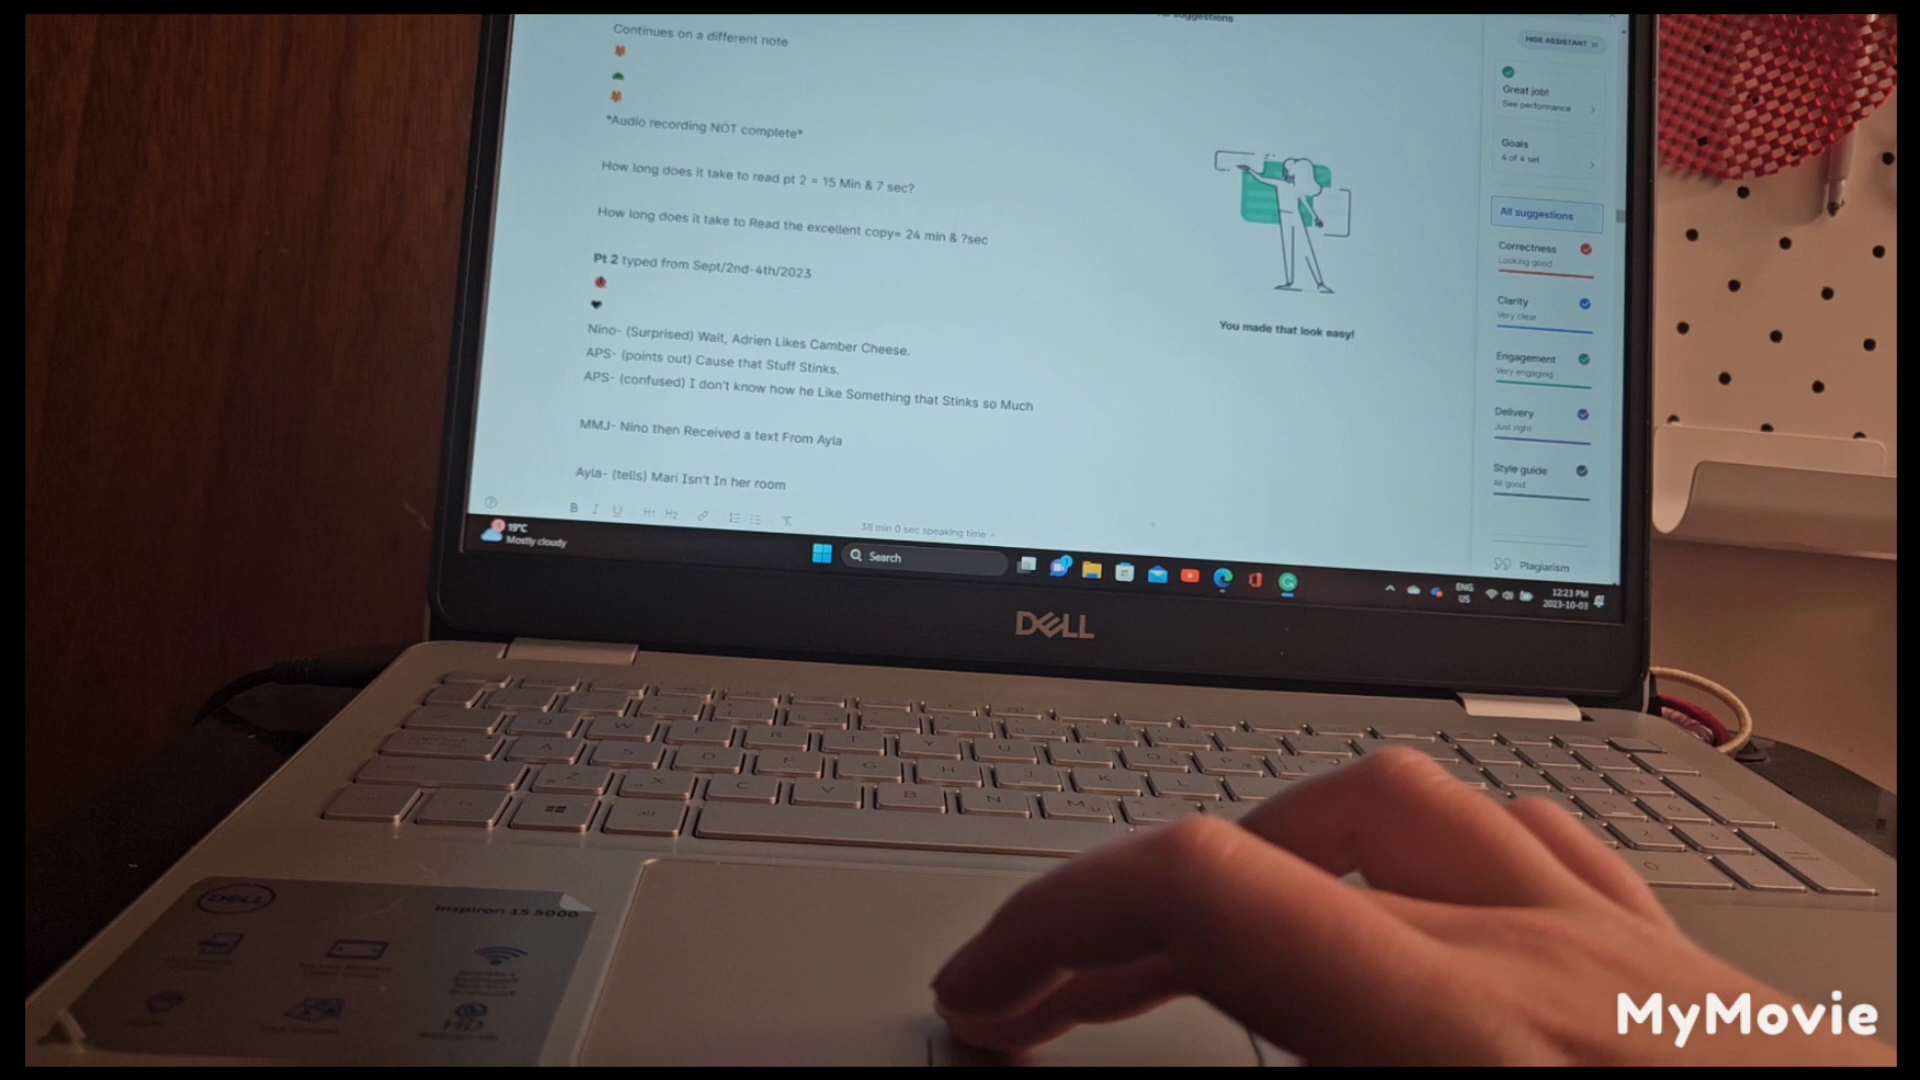 Continues on a different note
*Audio recording NOT complete*
How long does it take to read pt 2 = 15 Min & 7 sec?
How long does it take to Read the excellent copy= 24 min & ?sec
Pt 2 typed from Sept/2nd-4th/2023
Nino- (Surprised) Wait, Adrien Likes Camber Cheese.
APS- (points out) Cause that Stuff Stinks.
APS- (confused) I don't know how he Like Something that Stinks so Much
MMJ- Nino then Received a text From Ayla
Ayla- (tells) Mari Isn't In her room
B I U H1 H2
38 min 0 sec speaking time
suggestions
You made that look easy!
HIDE ASSISTANT
Great job!
See performance
Goals
4 of 4 set
All suggestions
Correctness
Looking good
Clarity
Very clear
Engagement
Very engaging
Delivery
Just right
Style guide
All good
Plagiarism
19°C
Mostly cloudy
Search
ENG
US
12:23 PM
2023-10-03
DELL
Q W E R T Y U I
A S D F G H J K L
Z X C V B N M
alt
DELL
Inspiron 15 5000
HD
MyMovie